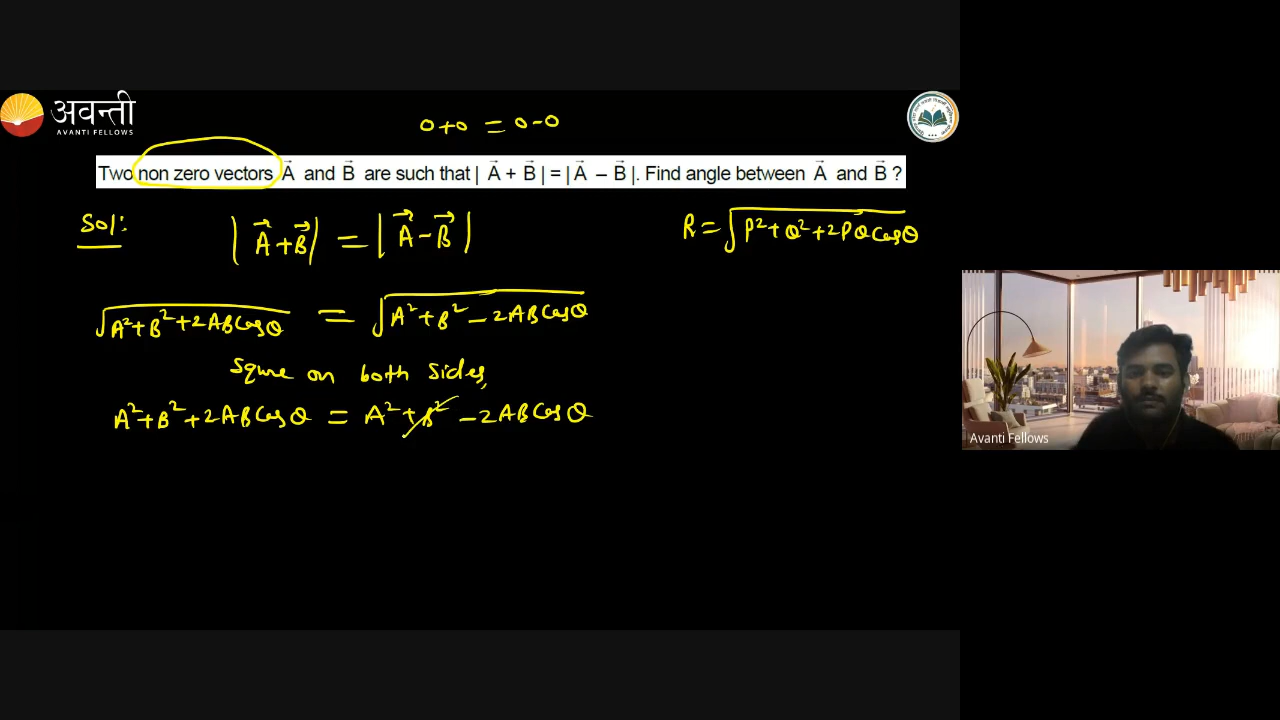 अवन्ती
AVANTI FELLOWS
0+0 = 0-0
Two non zero vectors A⃗ and B⃗ are such that | A⃗ + B⃗ | = | A⃗ − B⃗ |. Find angle between A⃗ and B⃗ ?
Sol:
|A⃗+B⃗| = |A⃗-B⃗|
R = √(P²+Q²+2PQcosθ)
√(A²+B²+2ABcosθ) = √(A²+B²-2ABcosθ)
Squre on both sides,
A²+B²+2ABcosθ = A²+B²-2ABcosθ
Avanti Fellows